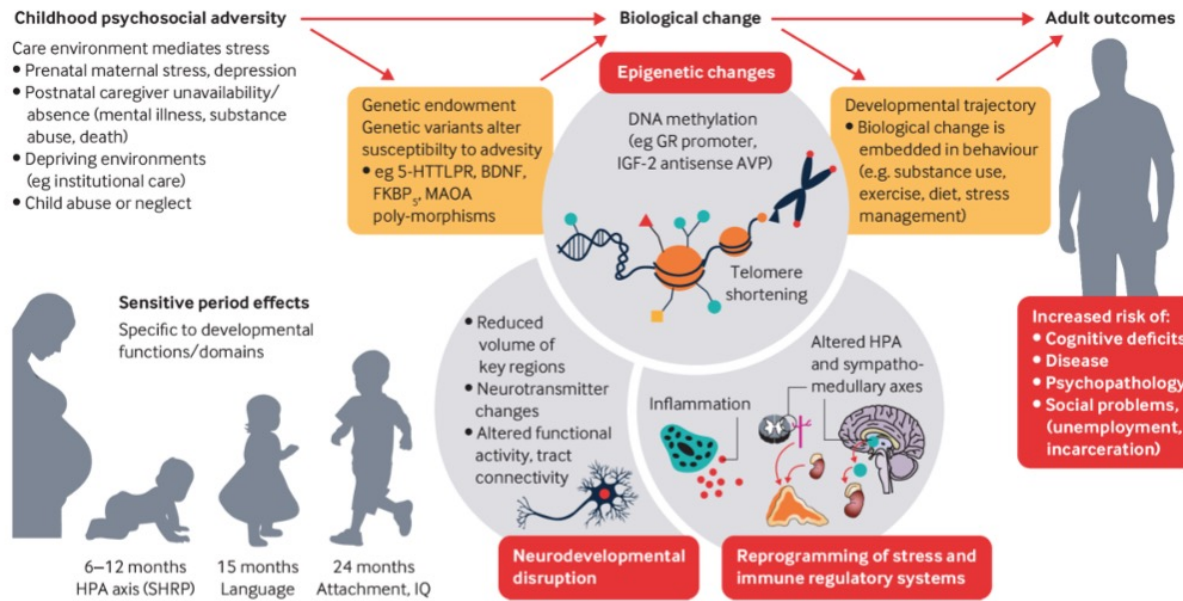 Childhood psychosocial adversity
Care environment mediates stress
• Prenatal maternal stress, depression
• Postnatal caregiver unavailability/
absence (mental illness, substance
abuse, death)
• Depriving environments
(eg institutional care)
• Child abuse or neglect
Genetic endowment
Genetic variants alter
susceptibilty to advesity
• eg 5-HTTLPR, BDNF,
FKBP5, MAOA
poly-morphisms
Biological change
Epigenetic changes
DNA methylation
(eg GR promoter,
IGF-2 antisense AVP)
Telomere
shortening
Developmental trajectory
• Biological change is
embedded in behaviour
(e.g. substance use,
exercise, diet, stress
management)
Adult outcomes
Increased risk of:
• Cognitive deficits
• Disease
• Psychopathology
• Social problems,
(unemployment,
incarceration)
Sensitive period effects
Specific to developmental
functions/domains
6–12 months
HPA axis (SHRP)
15 months
Language
24 months
Attachment, IQ
• Reduced
volume of
key regions
• Neurotransmitter
changes
• Altered functional
activity, tract
connectivity
Neurodevelopmental
disruption
Inflammation
Altered HPA
and sympatho-
medullary axes
Reprogramming of stress and
immune regulatory systems